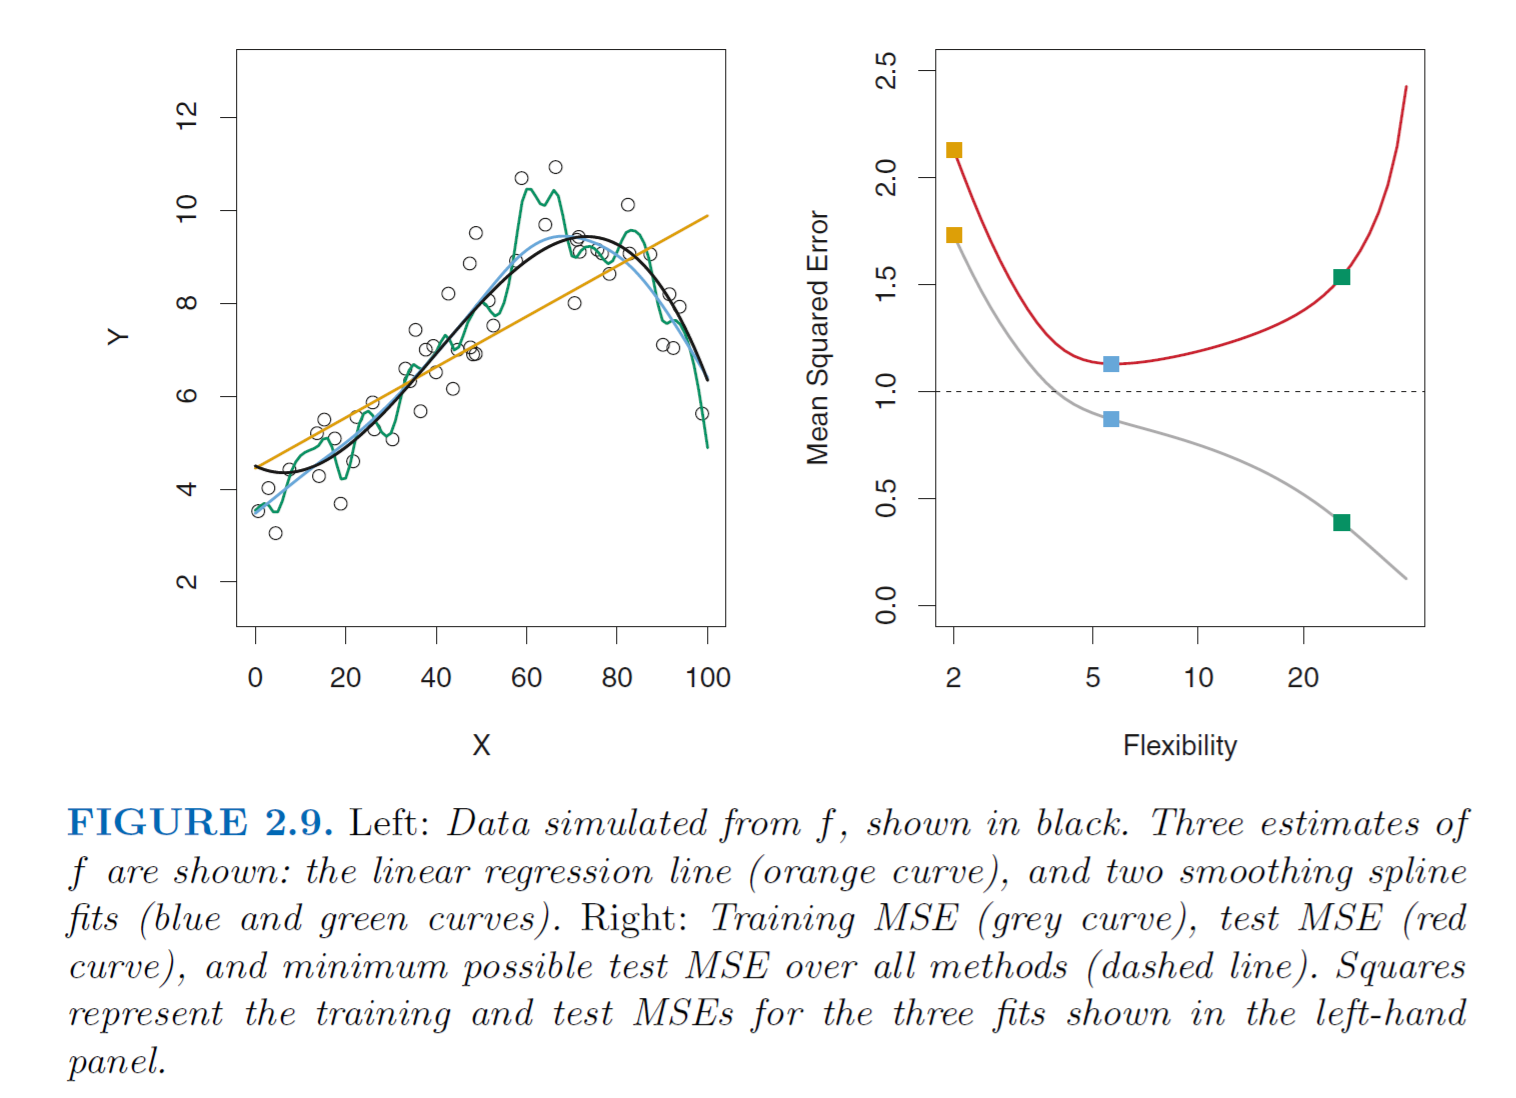 12
10
8
6
4
2
Y
0 20 40 60 80 100
X
2.5
2.0
1.5
1.0
0.5
0.0
Mean Squared Error
2 5 10 20
Flexibility
FIGURE 2.9. Left: Data simulated from f, shown in black. Three estimates of
f are shown: the linear regression line (orange curve), and two smoothing spline
fits (blue and green curves). Right: Training MSE (grey curve), test MSE (red
curve), and minimum possible test MSE over all methods (dashed line). Squares
represent the training and test MSEs for the three fits shown in the left-hand
panel.